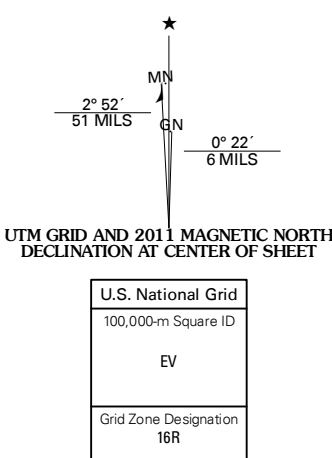 ★
MN
2° 52´
51 MILS
GN
0° 22´
6 MILS
UTM GRID AND 2011 MAGNETIC NORTH
DECLINATION AT CENTER OF SHEET
U.S. National Grid
100,000-m Square ID
EV
Grid Zone Designation
16R